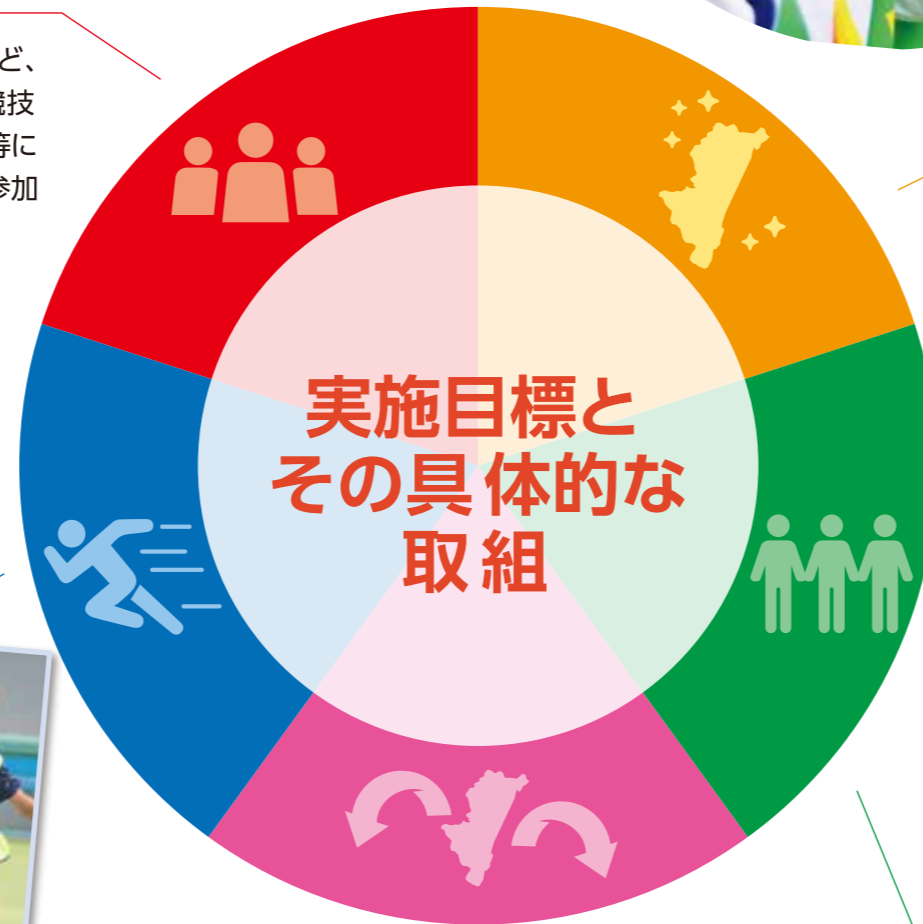 ど、
競技
等に
参加
実施目標と
その具体的な
取組